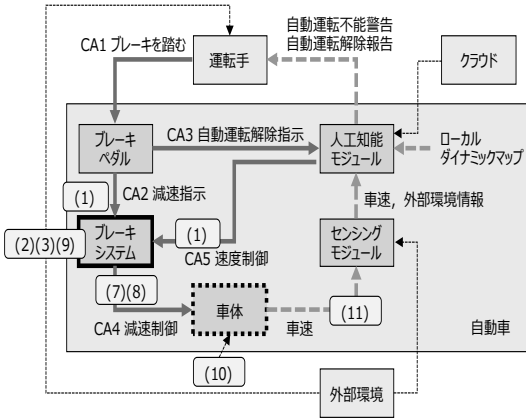 自動運転不能警告
自動運転解除報告
CA1 ブレーキを踏む
運転手
クラウド
ブレーキ
ペダル
CA3 自動運転解除指示
人工知能
モジュール
ローカル
ダイナミックマップ
(1)
CA2 減速指示
車速，外部環境情報
(2)(3)(9)
ブレーキ
システム
(1)
CA5 速度制御
センシング
モジュール
(7)(8)
CA4 減速制御
車体
車速
(11)
自動車
(10)
外部環境